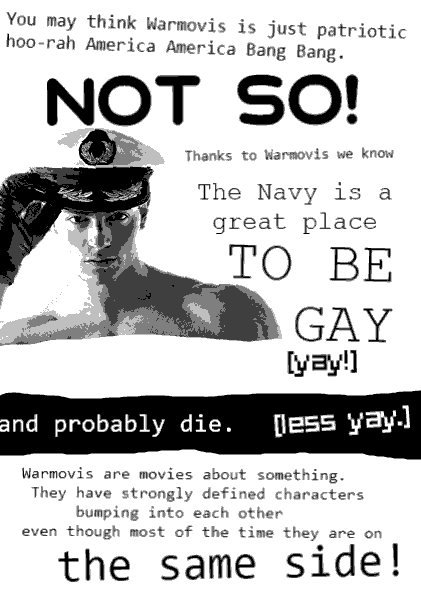 You may think Warmovis is just patriotic
hoo-rah America America Bang Bang.
NOT SO!
Thanks to Warmovis we know
The Navy is a
great place
TO BE
GAY
[yay!]
and probably die. [less yay.]
Warmovis are movies about something.
They have strongly defined characters
bumping into each other
even though most of the time they are on
the same side!